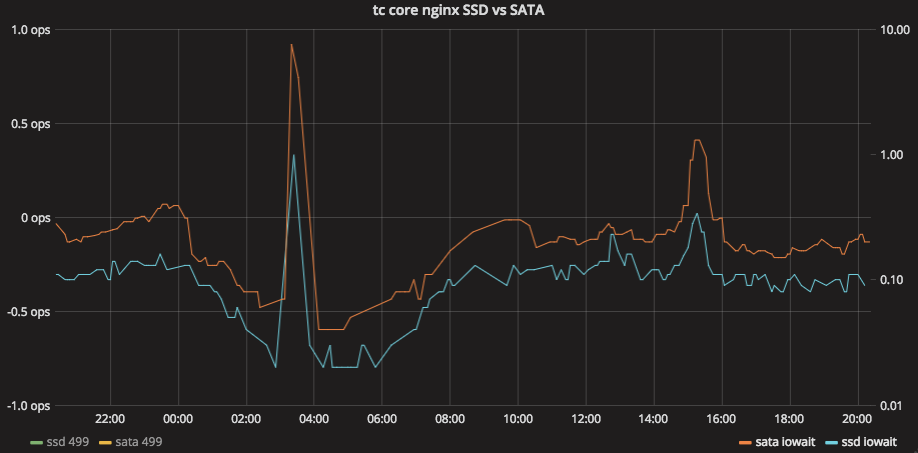 tc core nginx SSD vs SATA
1.0 ops
0.5 ops
0 ops
-0.5 ops
-1.0 ops
10.00
1.00
0.10
0.01
22:00 00:00 02:00 04:00 06:00 08:00 10:00 12:00 14:00 16:00 18:00 20:00
ssd 499 sata 499 sata iowait ssd iowait